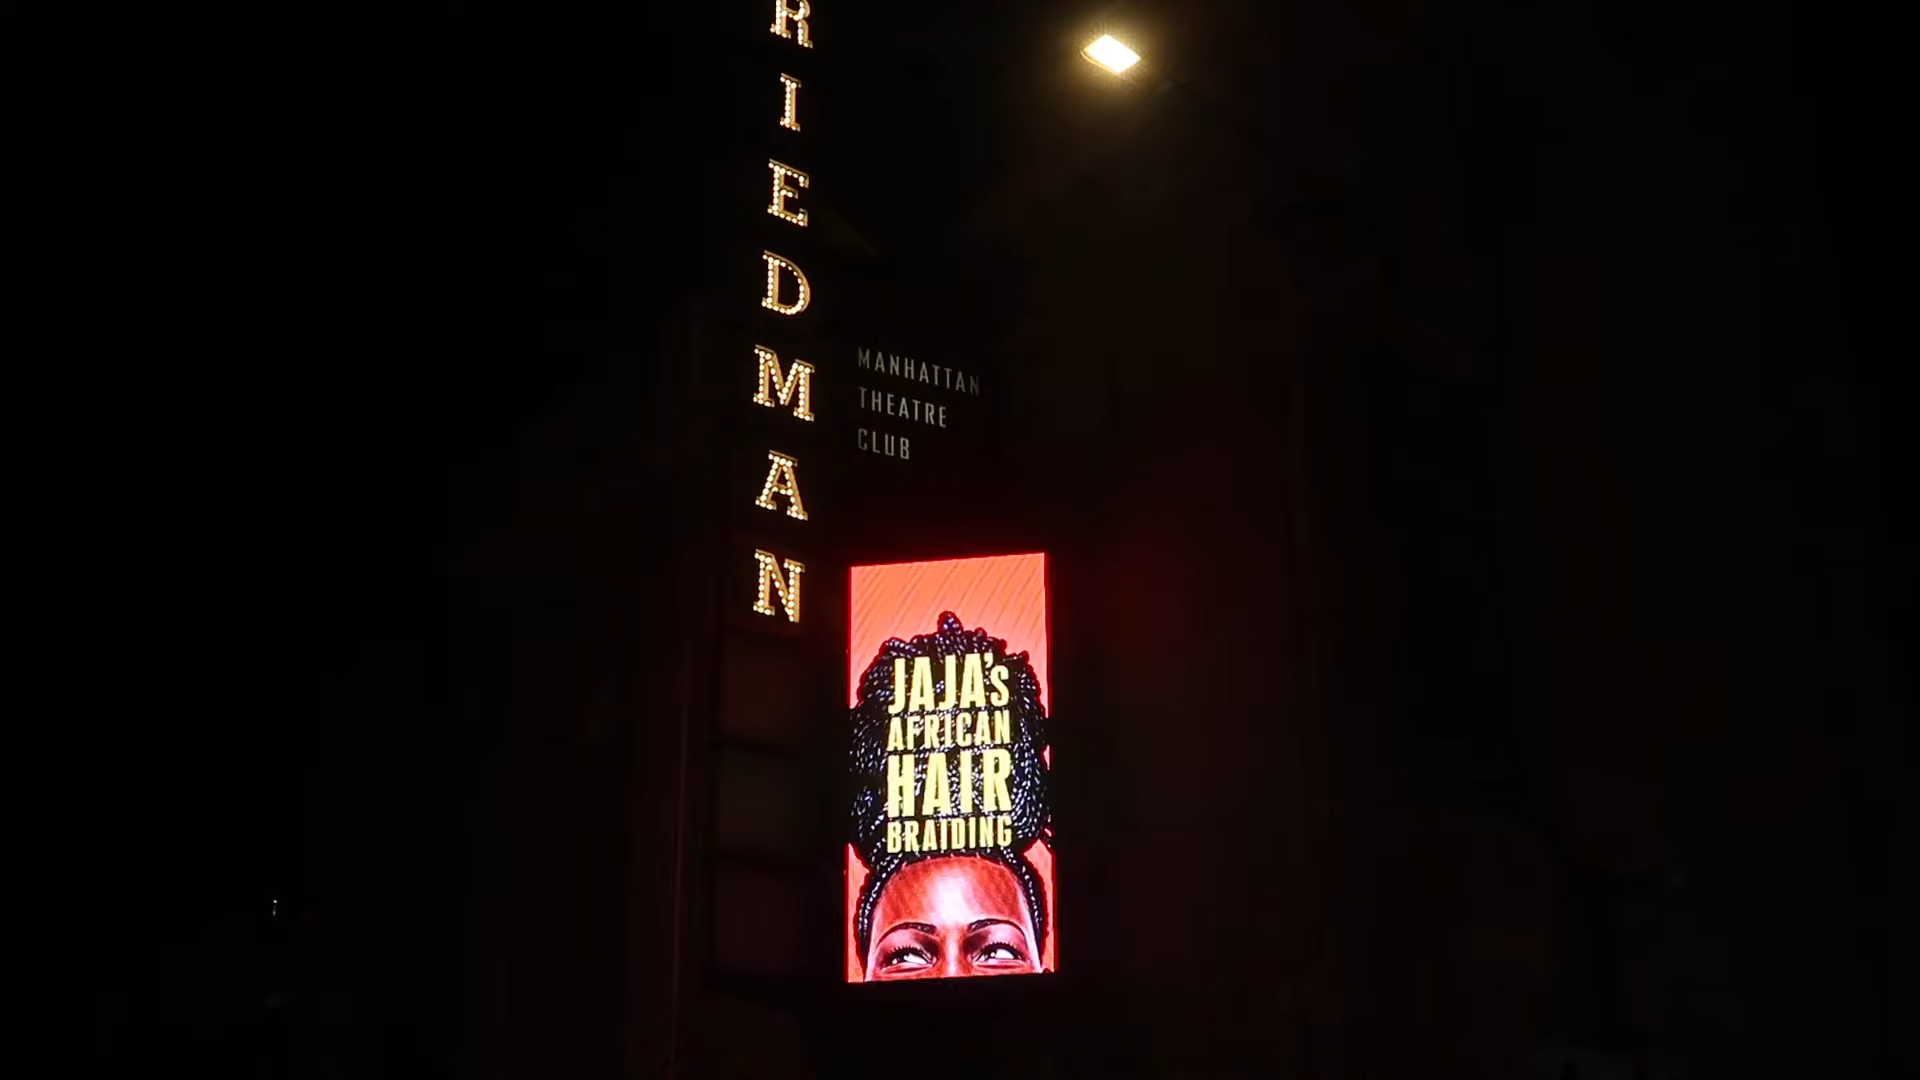 RIEDMAN
MANHATTAN
THEATRE
CLUB
JAJA'S
AFRICAN
HAIR
BRAIDING